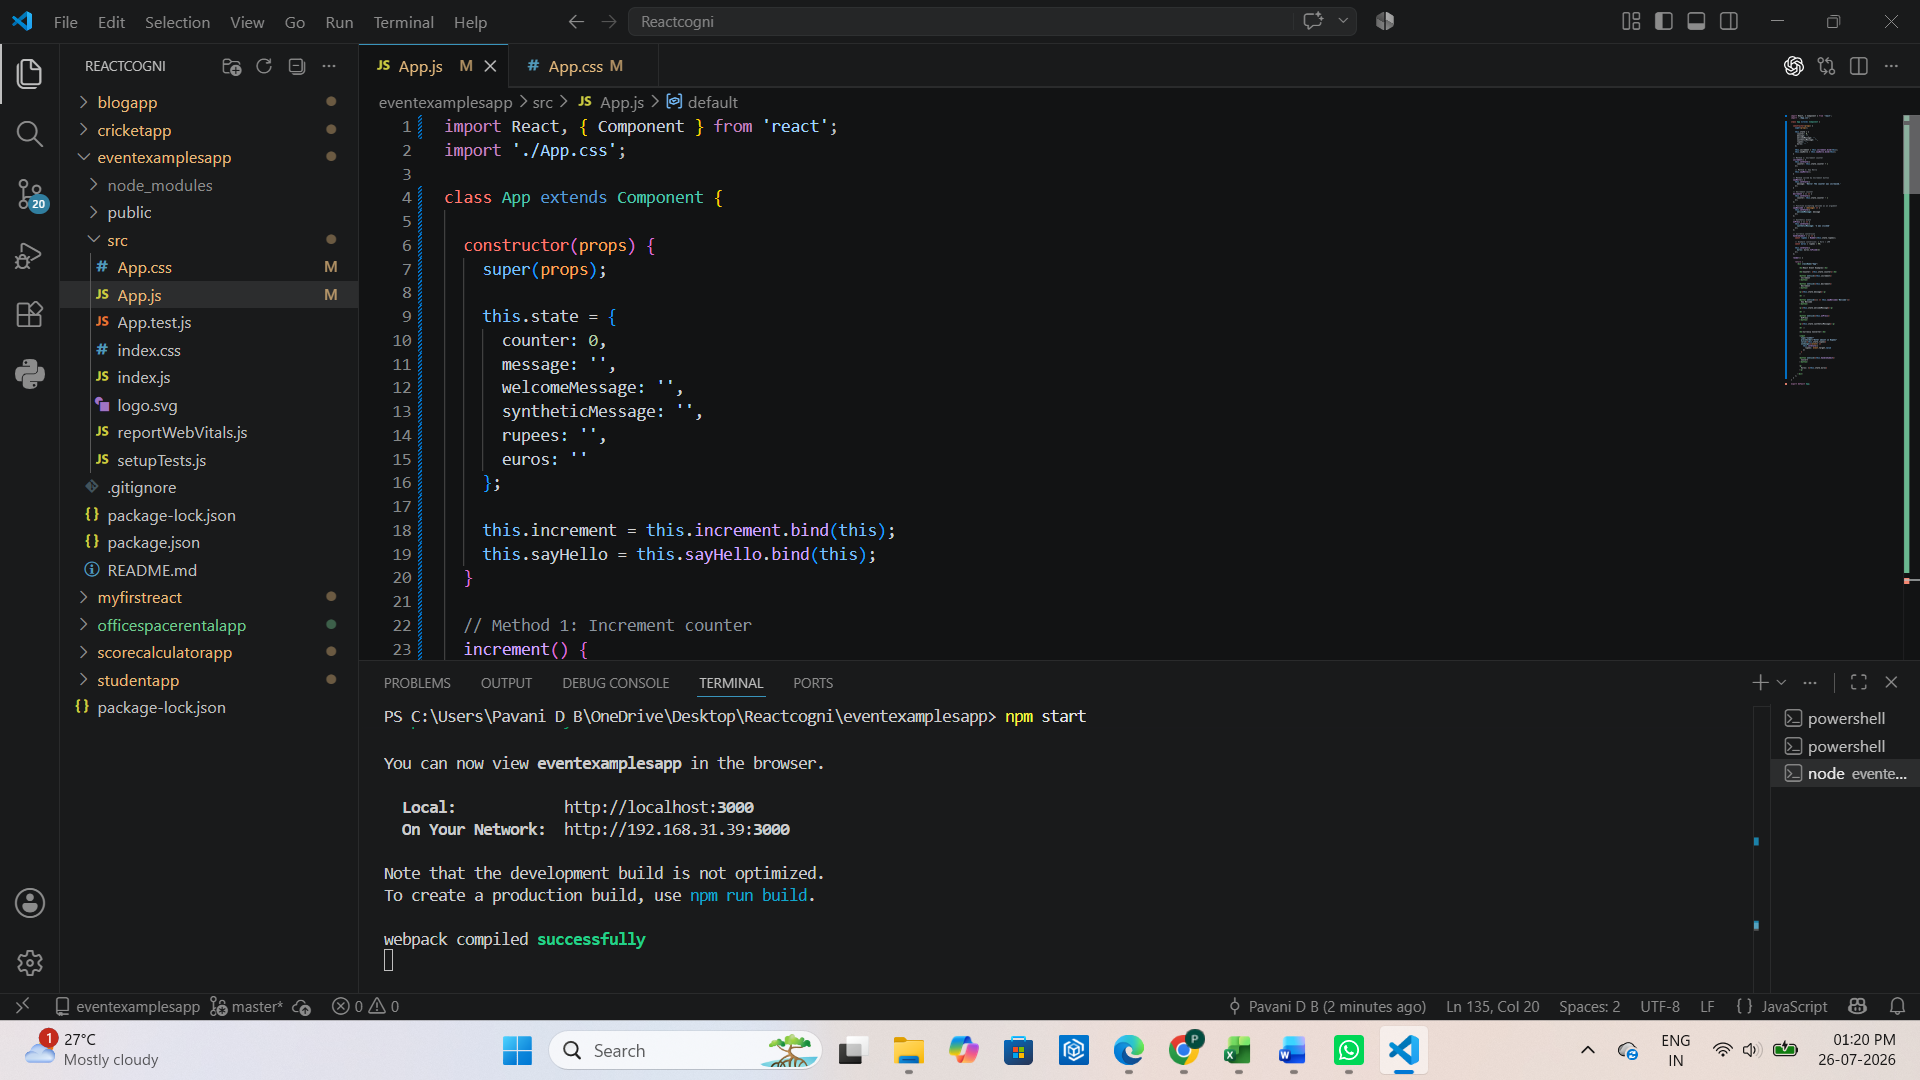 File Edit Selection View Go Run Terminal Help
Reactcogni
REACTCOGNI
blogapp
cricketapp
eventexamplesapp
node_modules
public
src
# App.css M
JS App.js M
JS App.test.js
# index.css
JS index.js
logo.svg
JS reportWebVitals.js
JS setupTests.js
.gitignore
{} package-lock.json
{} package.json
README.md
myfirstreact
officespacerentalapp
scorecalculatorapp
studentapp
{} package-lock.json
20
JS App.js M
# App.css M
eventexamplesapp > src > JS App.js > default
1 import React, { Component } from 'react';
2 import './App.css';
3
4 class App extends Component {
5
6 constructor(props) {
7 super(props);
8
9 this.state = {
10 counter: 0,
11 message: '',
12 welcomeMessage: '',
13 syntheticMessage: '',
14 rupees: '',
15 euros: ''
16 };
17
18 this.increment = this.increment.bind(this);
19 this.sayHello = this.sayHello.bind(this);
20 }
21
22 // Method 1: Increment counter
23 increment() {
PROBLEMS OUTPUT DEBUG CONSOLE TERMINAL PORTS
PS C:\Users\Pavani D B\OneDrive\Desktop\Reactcogni\eventexamplesapp> npm start
You can now view eventexamplesapp in the browser.
Local: http://localhost:3000
On Your Network: http://192.168.31.39:3000
Note that the development build is not optimized.
To create a production build, use npm run build.
webpack compiled successfully
powershell
powershell
node evente...
eventexamplesapp master* 0 0
Pavani D B (2 minutes ago) Ln 135, Col 20 Spaces: 2 UTF-8 LF {} JavaScript
1
27°C
Mostly cloudy
Search
P
ENG
IN
01:20 PM
26-07-2026